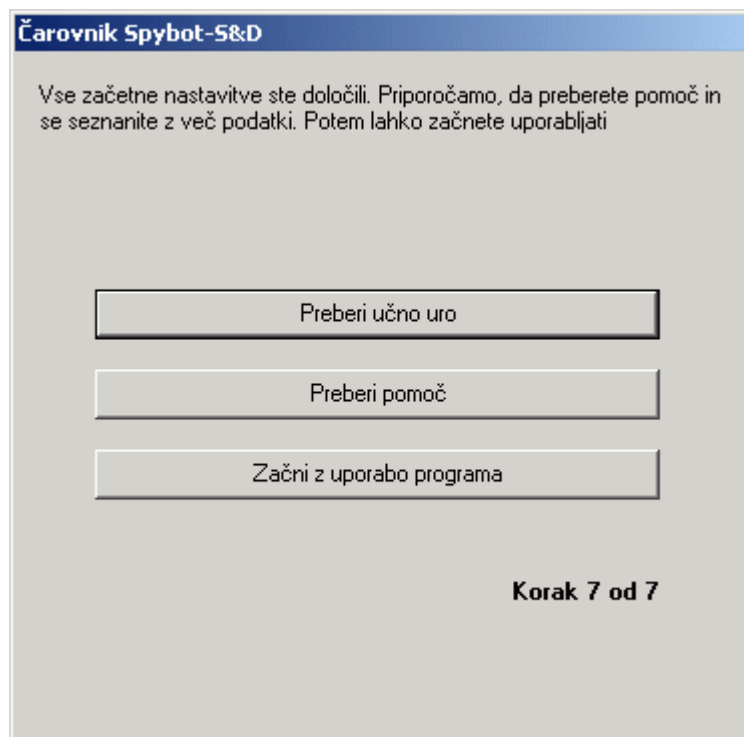 Čarovnik Spybot-S&D
Vse začetne nastavitve ste določili. Priporočamo, da preberete pomoč in
se seznanite z več podatki. Potem lahko začnete uporabljati
Preberi učno uro
Preberi pomoč
Začni z uporabo programa
Korak 7 od 7